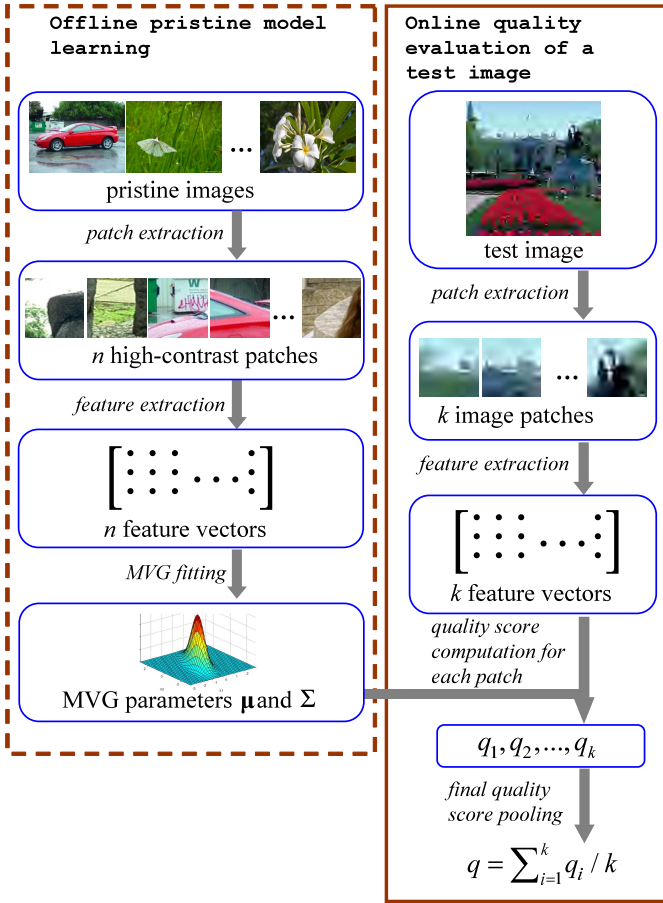 Offline pristine model
learning
...
pristine images
patch extraction
...
n high-contrast patches
feature extraction
n feature vectors
MVG fitting
MVG parameters μ and Σ
Online quality
evaluation of a
test image
test image
patch extraction
...
k image patches
feature extraction
k feature vectors
quality score
computation for
each patch
q₁, q₂, ..., qₖ
final quality
score pooling
q = ∑ᵢ₌₁ᵏ qᵢ / k